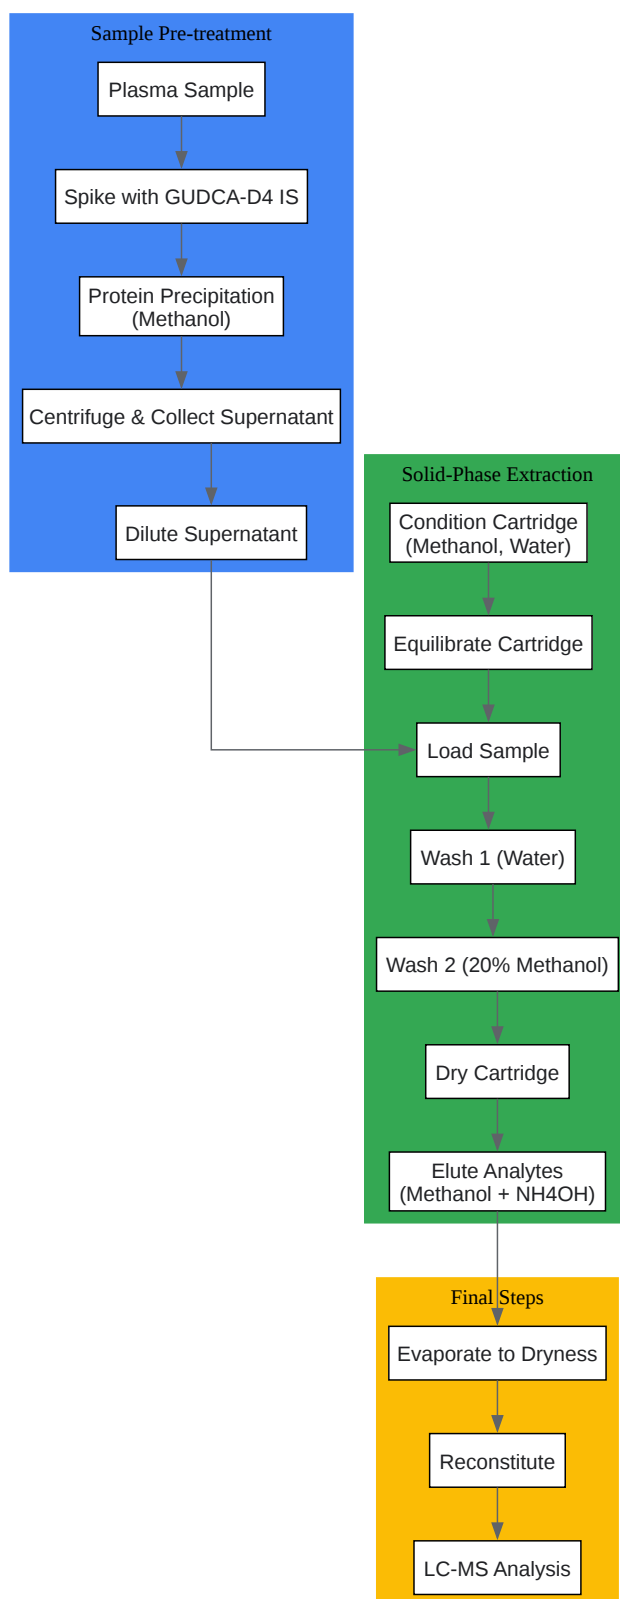 Sample Pre-treatment
Plasma Sample
Spike with GUDCA-D4 IS
Protein Precipitation
(Methanol)
Centrifuge & Collect Supernatant
Dilute Supernatant
Solid-Phase Extraction
Condition Cartridge
(Methanol, Water)
Equilibrate Cartridge
Load Sample
Wash 1 (Water)
Wash 2 (20% Methanol)
Dry Cartridge
Elute Analytes
(Methanol + NH4OH)
Final Steps
Evaporate to Dryness
Reconstitute
LC-MS Analysis